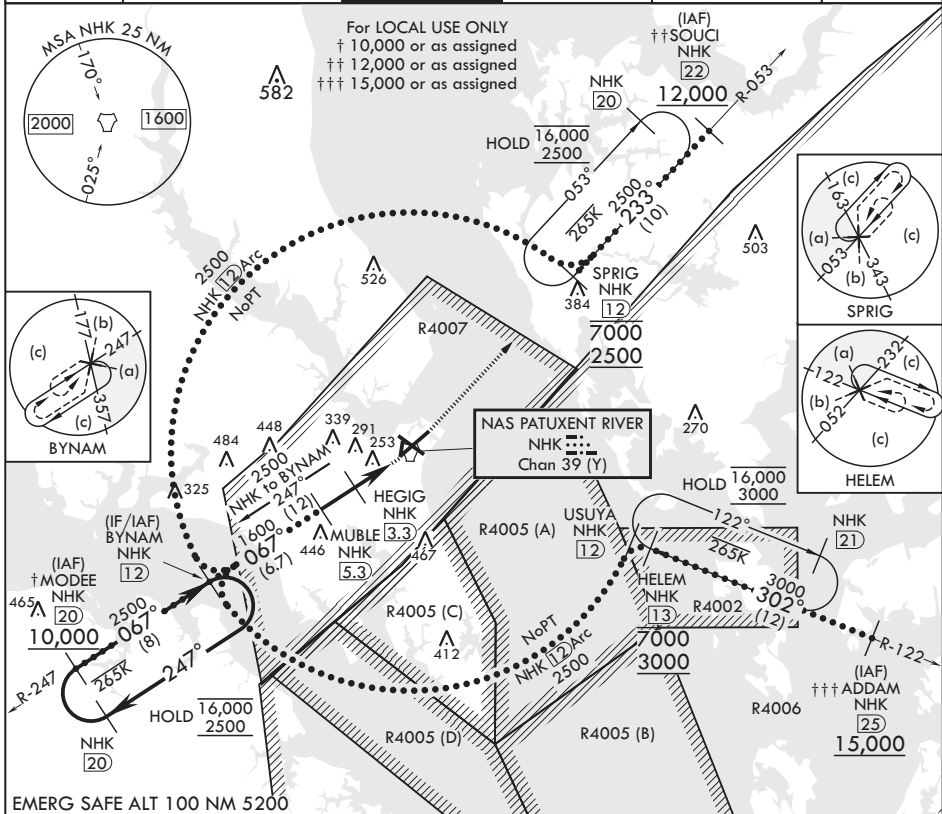 MSA NHK 25 NM
170°
2000
1600
025°
582
For LOCAL USE ONLY
† 10,000 or as assigned
†† 12,000 or as assigned
††† 15,000 or as assigned
(IAF)
††SOUCI
NHK
22
12,000
R-053
NHK
20
HOLD 16,000
2500
053°
265K
2500
233°
(10)
SPRIG
NHK
12
7000
2500
384
503
163
(c)
(a)
(c)
053
(b)
343
SPRIG
2500
NHK 12 Arc
NoPT
526
R4007
177
(b)
247
(c)
(a)
(c)
357
BYNAM
(a)
232
(c)
122
(b)
052
(c)
HELEM
NAS PATUXENT RIVER
NHK
Chan 39 (Y)
270
484
448
339
291
253
325
2500
NHK to BYNAM
247°
(12)
HEGIG
NHK
3.3
MUBLE
NHK
5.3
446
467
1600
067°
(6.7)
(IF/IAF)
BYNAM
NHK
12
(IAF)
†MODEE
NHK
20
10,000
465
2500
067°
(8)
265K
247°
R-247
HOLD 16,000
2500
NHK
20
R4005 (A)
R4005 (C)
412
USUYA
NHK
12
HOLD 16,000
3000
122°
265K
NHK
21
HELEM
NHK
13
7000
3000
R4002
3000
302°
(12)
R-122
(IAF)
†††ADDAM
NHK
25
15,000
R4006
NoPT
NHK 12 Arc
2500
R4005 (D)
R4005 (B)
EMERG SAFE ALT 100 NM 5200